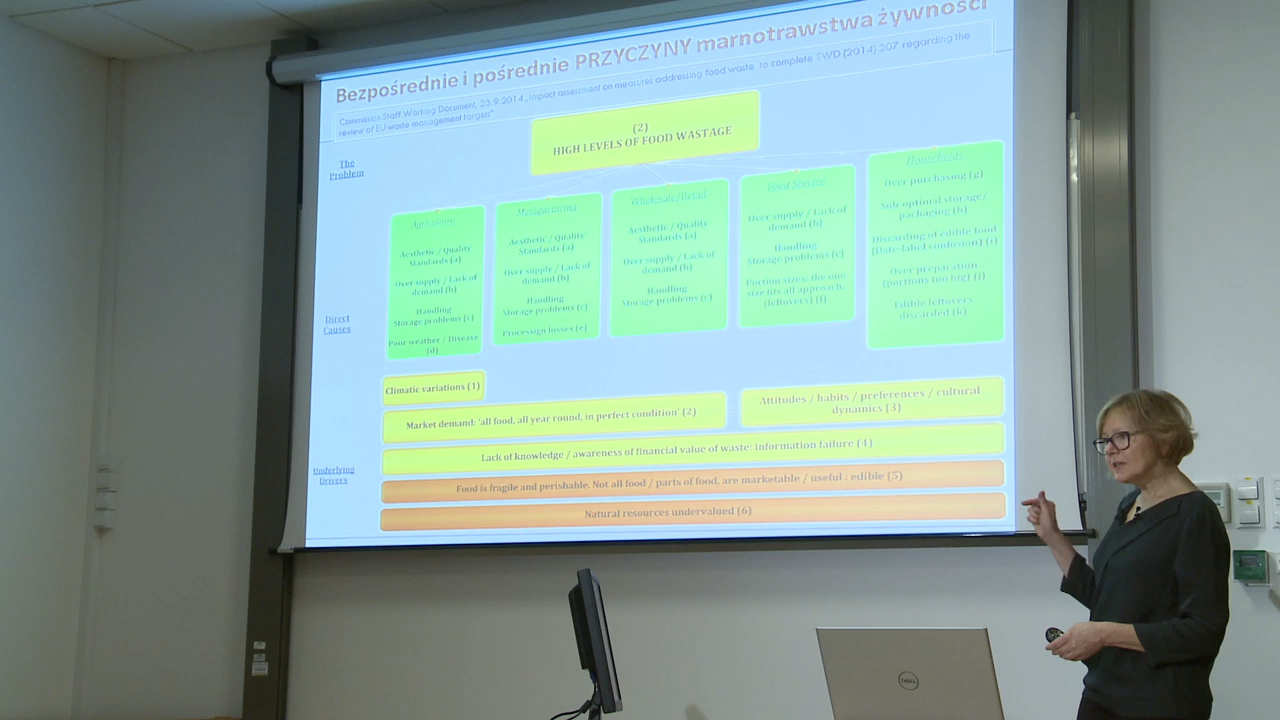 Bezpośrednie i pośrednie PRZYCZYNY marnotrawstwa żywności
Commission Staff Working Document, 23.9.2014 „Impact assessment on measures addressing food waste to complete SWD (2014) 207 regarding the
review of EU waste management targets"
(2)
HIGH LEVELS OF FOOD WASTAGE
The
Problem
Agriculture
Aesthetic / Quality
Standards (a)
Over supply / Lack of
demand (b)
Handling
Storage problems (c)
Poor weather / Disease
(d)
Manufacturing
Aesthetic / Quality
Standards (a)
Over supply / Lack of
demand (b)
Handling
Storage problems (c)
Processign losses (e)
Wholesale/Retail
Aesthetic / Quality
Standards (a)
Over supply / Lack of
demand (b)
Handling
Storage problems (c)
Food Service
Over supply / Lack of
demand (b)
Handling
Storage problems (c)
Portion sizes: the one
size fits all approach,
(leftovers) (f)
Households
Over purchasing (g)
Sub-optimal storage/
packaging (h)
Discarding of edible food
(Date-label confusion) (i)
Over preparation
(portions too big) (j)
Edible leftovers
discarded (k)
Direct
Causes
Climatic variations (1)
Market demand: 'all food, all year round, in perfect condition' (2)
Attitudes / habits / preferences / cultural
dynamics (3)
Lack of knowledge / awareness of financial value of waste: information failure (4)
Underlying
Drivers
Food is fragile and perishable. Not all food / parts of food, are marketable / useful : edible (5)
Natural resources undervalued (6)
DELL